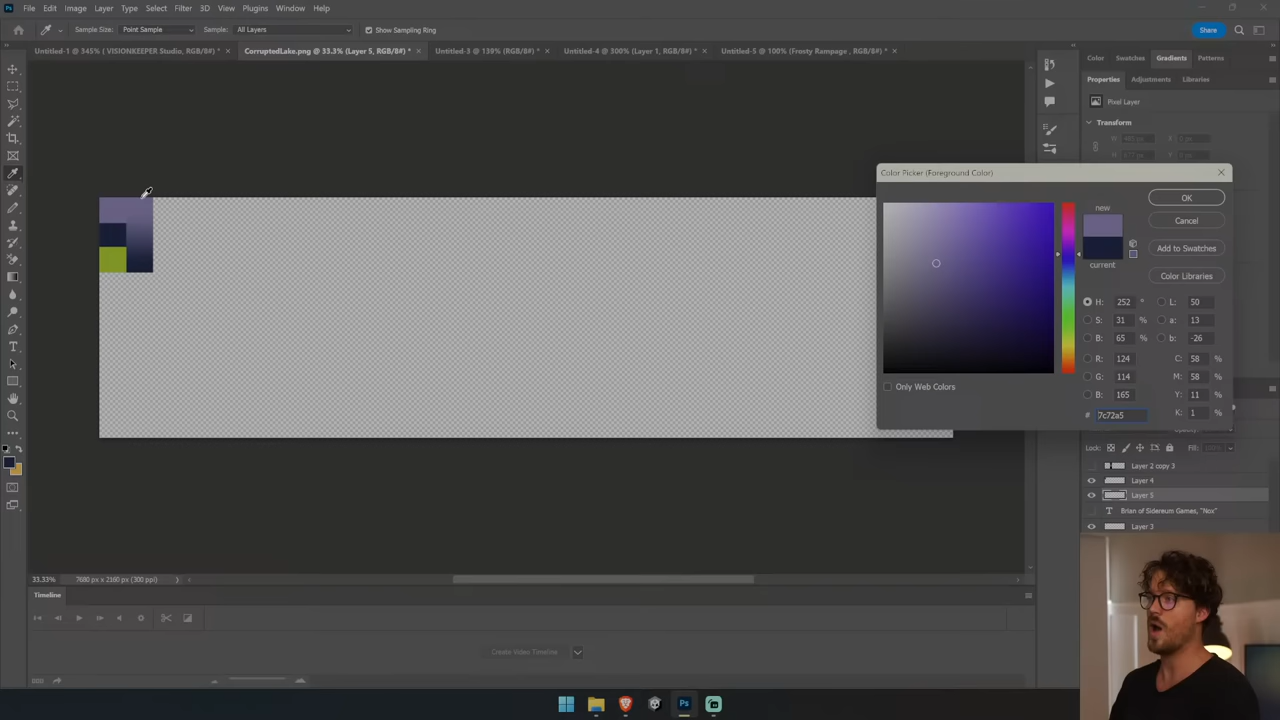 Ps File Edit Image Layer Type Select Filter 3D View Plugins Window Help
Sample Size: Point Sample Sample: All Layers Show Sampling Ring Share
Untitled-1 @ 345% ( VISIONKEEPER Studio, RGB/8#) * × CorruptedLake.png @ 33.3% (Layer 5, RGB/8#) * × Untitled-3 @ 139% (RGB/8#) * × Untitled-4 @ 300% (Layer 1, RGB/8#) * × Untitled-5 @ 100% (Frosty Rampage , RGB/8#) * ×
Color Swatches Gradients Patterns
Properties Adjustments Libraries
Pixel Layer
Transform
Color Picker (Foreground Color)
new
current
OK
Cancel
Add to Swatches
Color Libraries
H: 252 ° L: 50
S: 31 % a: 13
B: 65 % b: -26
R: 124 C: 58 %
G: 114 M: 58 %
B: 165 Y: 11 %
# 7c72a5 K: 1 %
Only Web Colors
Lock: Fill:
Layer 2 copy 3
Layer 4
Layer 5
T Brian of Sidereum Games, "Nox"
Layer 3
33.33% 7680 px x 2160 px (300 ppi)
Timeline
Create Video Timeline
Ps